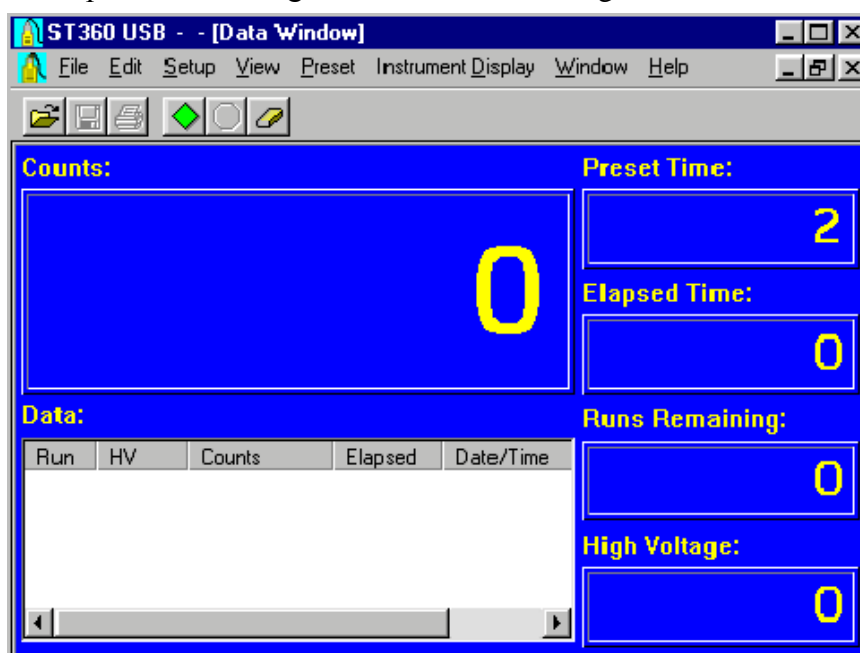 ST360 USB - - [Data Window]
File Edit Setup View Preset Instrument Display Window Help
Counts:
0
Preset Time:
2
Elapsed Time:
0
Data:
Run HV Counts Elapsed Date/Time
Runs Remaining:
0
High Voltage:
0